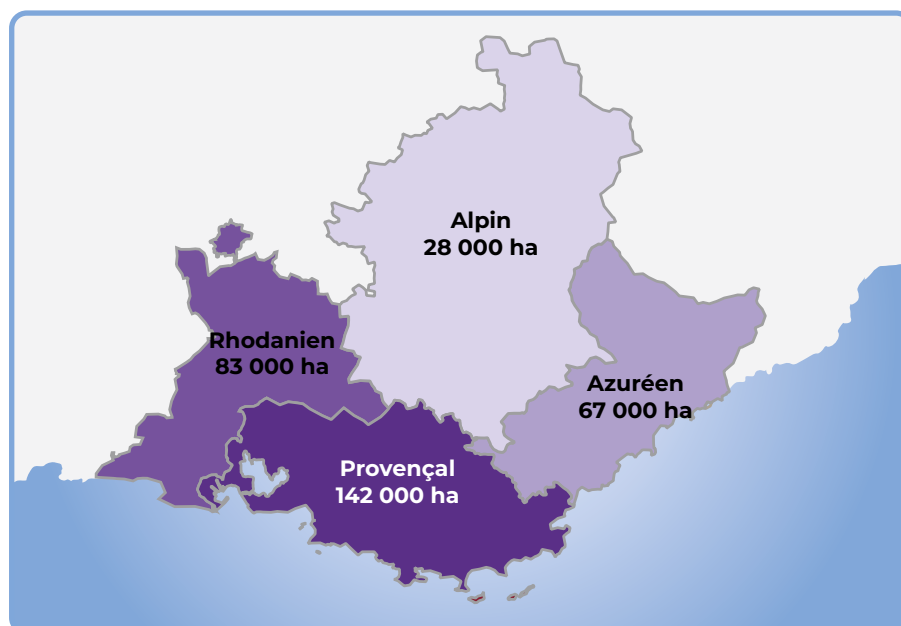 Alpin
28 000 ha
Rhodanien
83 000 ha
Azuréen
67 000 ha
Provençal
142 000 ha